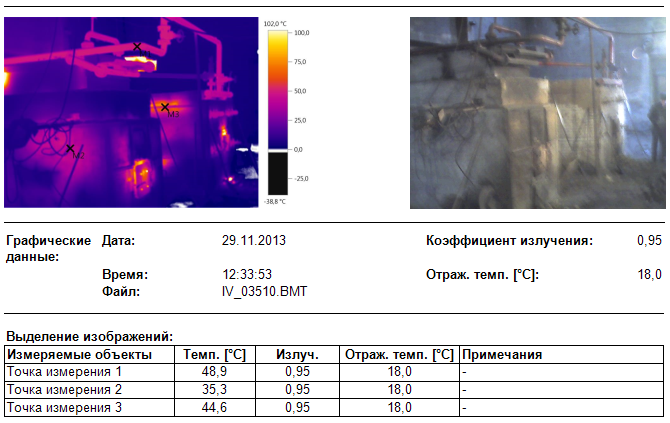 102,0 °C
100,0
75,0
50,0
25,0
0,0
-25,0
-38,8 °C
M2
M3
Графические данные:
Дата: 29.11.2013 Коэффициент излучения: 0,95
Время: 12:33:53 Отраж. темп. [°C]: 18,0
Файл: IV_03510.BMT
Выделение изображений:
Измеряемые объекты Темп. [°C] Излуч. Отраж. темп. [°C] Примечания
Точка измерения 1 48,9 0,95 18,0 -
Точка измерения 2 35,3 0,95 18,0 -
Точка измерения 3 44,6 0,95 18,0 -